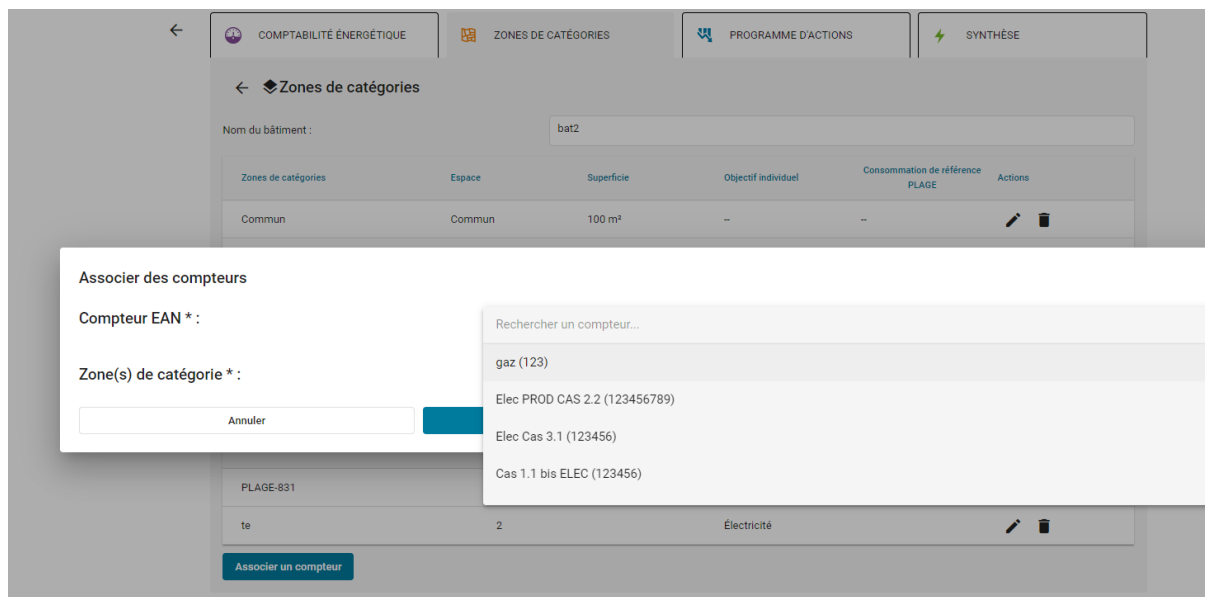 COMPTABILITÉ ÉNERGÉTIQUE ZONES DE CATÉGORIES PROGRAMME D'ACTIONS SYNTHÈSE
Zones de catégories
Nom du bâtiment : bat2
Zones de catégories Espace Superficie Objectif individuel Consommation de référence PLAGE Actions
Commun Commun 100 m² -- --
Associer des compteurs
Compteur EAN * :
Rechercher un compteur...
gaz (123)
Zone(s) de catégorie * :
Elec PROD CAS 2.2 (123456789)
Annuler
Elec Cas 3.1 (123456)
Cas 1.1 bis ELEC (123456)
PLAGE-831
te 2 Électricité
Associer un compteur